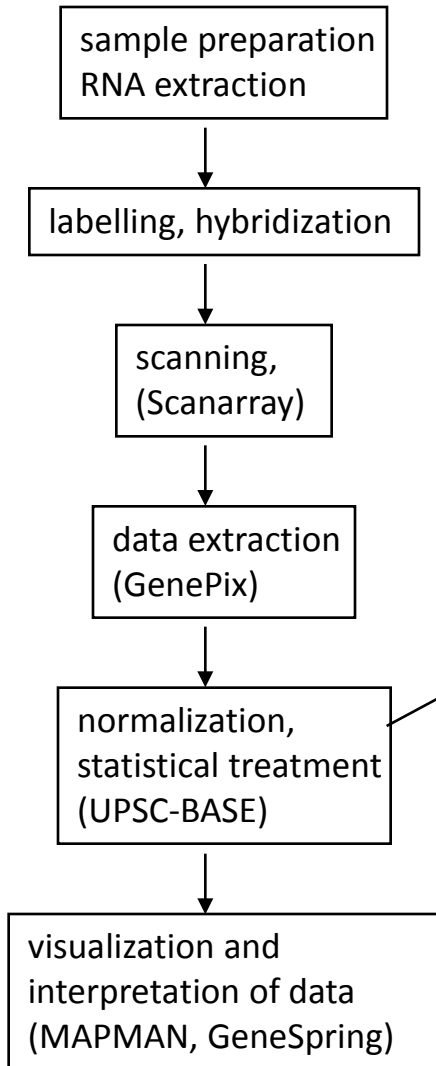 sample preparation
RNA extraction
labelling, hybridization
scanning,
(Scanarray)
data extraction
(GenePix)
normalization,
statistical treatment
(UPSC-BASE)
visualization and
interpretation of data
(MAPMAN, GeneSpring)